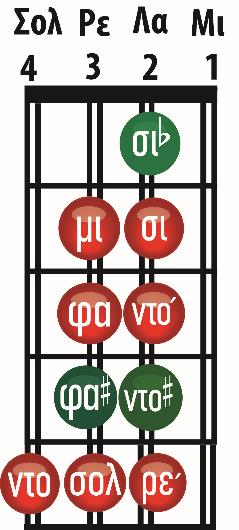 Σολ Ρε Λα Μι
4 3 2 1
σι♭
μι σι
φα ντο΄
φα♯ ντο΄♯
ντο σολ ρε΄